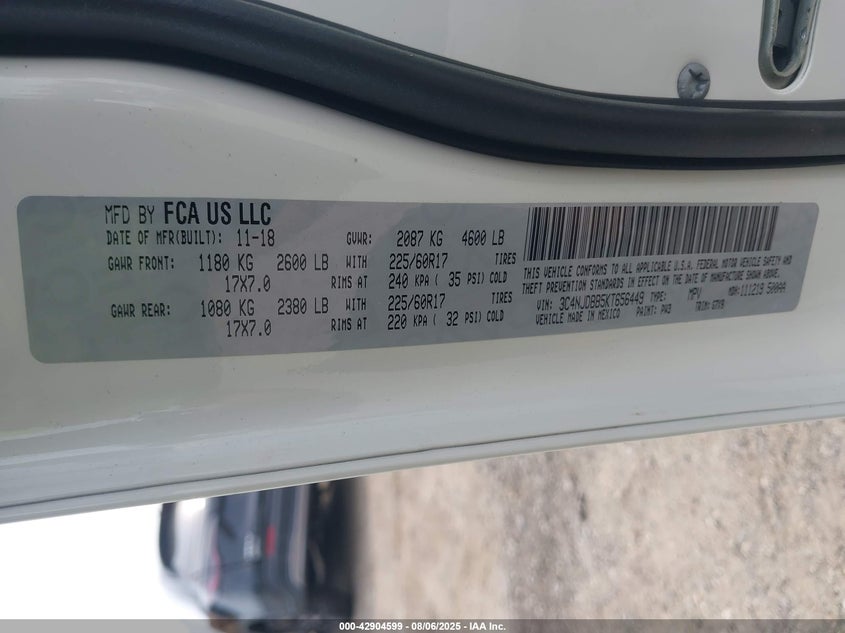 MFD BY FCA US LLC
DATE OF MFR(BUILT): 11-18 GVWR: 2087 KG 4600 LB
GAWR FRONT: 1180 KG 2600 LB WITH 225/60R17 TIRES
17X7.0 RIMS AT 240 KPA ( 35 PSI) COLD
GAWR REAR: 1080 KG 2380 LB WITH 225/60R17 TIRES
17X7.0 RIMS AT 220 KPA ( 32 PSI) COLD
THIS VEHICLE CONFORMS TO ALL APPLICABLE U.S.A. FEDERAL MOTOR VEHICLE SAFETY AND
THEFT PREVENTION STANDARDS IN EFFECT ON THE DATE OF MANUFACTURE SHOWN ABOVE.
VIN: 3C4NJDBB5KT656449 TYPE: MPV MDH: 111219 
VEHICLE MADE IN MEXICO PAINT: PW3 TRIM: 
000-42904599 - 08/06/2025 - IAA Inc.